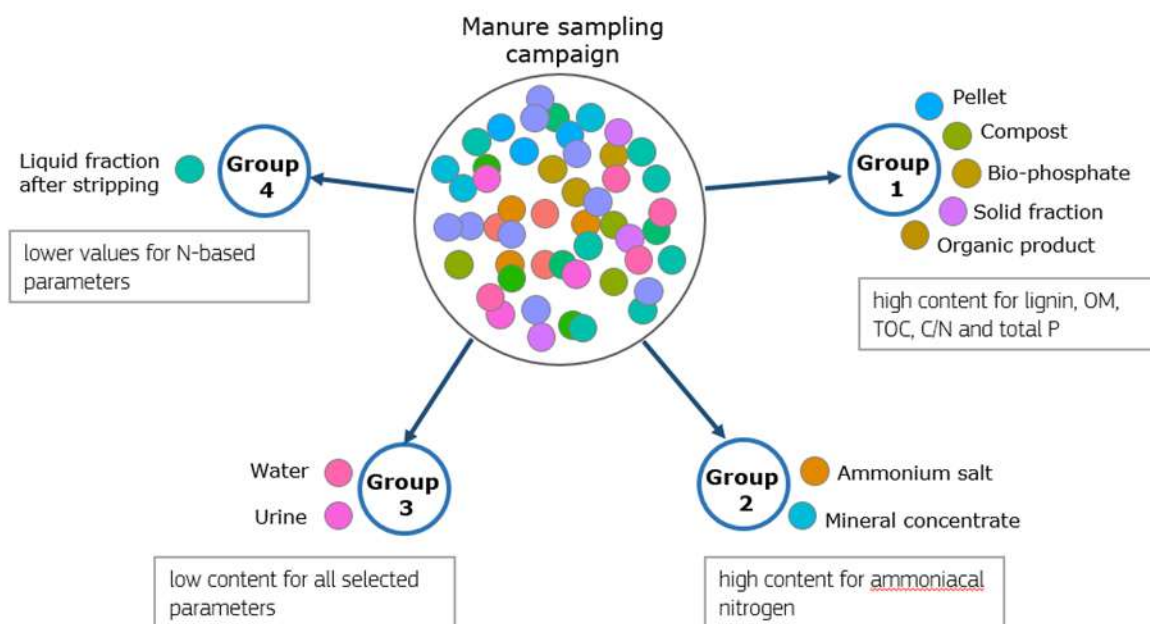 Manure sampling
campaign
Pellet
Compost
Bio-phosphate
Solid fraction
Organic product
Group
1
high content for lignin, OM,
TOC, C/N and total P
Liquid fraction
after stripping
Group
4
lower values for N-based
parameters
Water
Urine
Group
3
low content for all selected
parameters
Group
2
Ammonium salt
Mineral concentrate
high content for ammoniacal
nitrogen